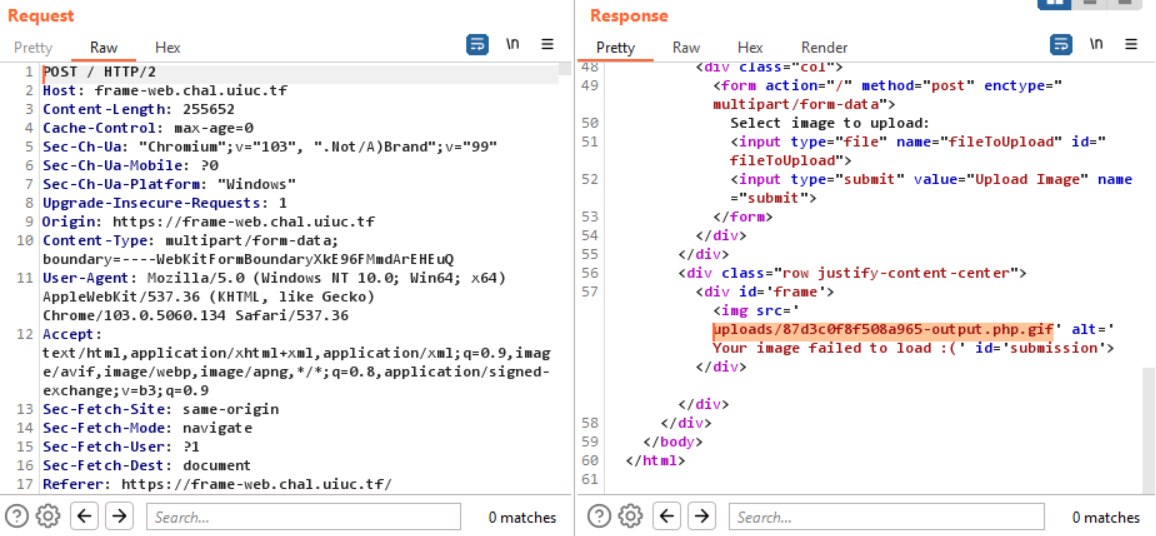 Request
Pretty Raw Hex \n
1 POST / HTTP/2
2 Host: frame-web.chal.uiuc.tf
3 Content-Length: 255652
4 Cache-Control: max-age=0
5 Sec-Ch-Ua: "Chromium";v="103", ".Not/A)Brand";v="99"
6 Sec-Ch-Ua-Mobile: ?0
7 Sec-Ch-Ua-Platform: "Windows"
8 Upgrade-Insecure-Requests: 1
9 Origin: https://frame-web.chal.uiuc.tf
10 Content-Type: multipart/form-data;
boundary=----WebKitFormBoundaryXkE96FMmdArEHEuQ
11 User-Agent: Mozilla/5.0 (Windows NT 10.0; Win64; x64)
AppleWebKit/537.36 (KHTML, like Gecko)
Chrome/103.0.5060.134 Safari/537.36
12 Accept:
text/html,application/xhtml+xml,application/xml;q=0.9,imag
e/avif,image/webp,image/apng,*/*;q=0.8,application/signed-
exchange;v=b3;q=0.9
13 Sec-Fetch-Site: same-origin
14 Sec-Fetch-Mode: navigate
15 Sec-Fetch-User: ?1
16 Sec-Fetch-Dest: document
17 Referer: https://frame-web.chal.uiuc.tf/
Search... 0 matches
Response
Pretty Raw Hex Render \n
48 <div class="col">
49 <form action="/" method="post" enctype="
multipart/form-data">
50 Select image to upload:
51 <input type="file" name="fileToUpload" id="
fileToUpload">
52 <input type="submit" value="Upload Image" name
="submit">
53 </form>
54 </div>
55 </div>
56 <div class="row justify-content-center">
57 <div id='frame'>
<img src='
uploads/87d3c0f8f508a965-output.php.gif' alt='
Your image failed to load :(' id='submission'>
</div>
</div>
58 </div>
59 </body>
60 </html>
61
Search... 0 matches